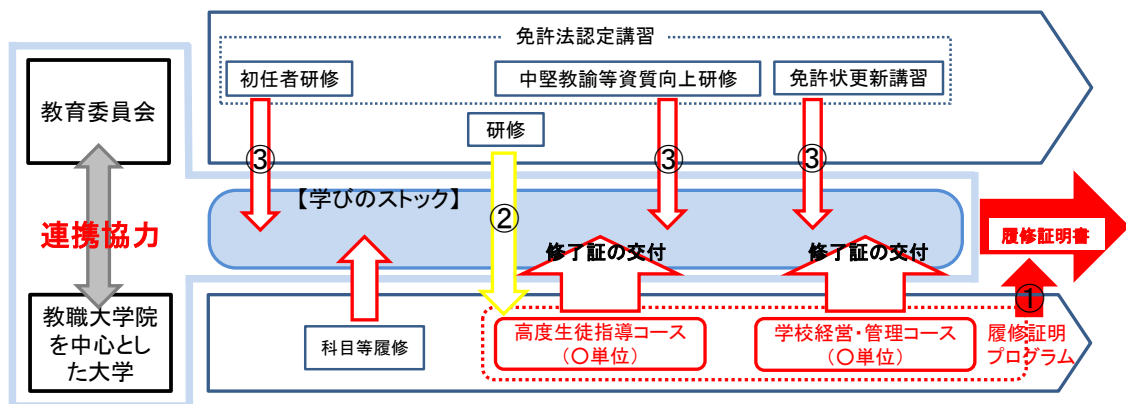 免許法認定講習
初任者研修
中堅教諭等資質向上研修
免許状更新講習
教育委員会
研修
③
③
③
【学びのストック】
②
連携協力
修了証の交付
修了証の交付
履修証明書
①
教職大学院
を中心とし
た大学
科目等履修
高度生徒指導コース
(〇単位)
学校経営・管理コース
(〇単位)
履修証明
プログラム